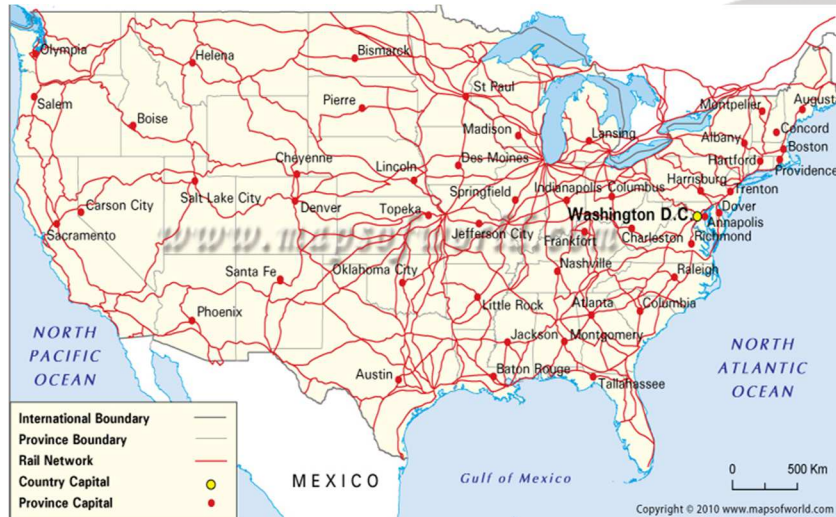 Olympia
Helena
Bismarck
St Paul
Salem
Boise
Pierre
Madison
Lansing
Montpelier
August
Concord
Albany
Boston
Hartford
Providence
Cheyenne
Lincoln
Des Moines
Harrisburg
Trenton
Salt Lake City
Denver
Topeka
Springfield
Indianapolis Columbus
Carson City
Sacramento
Washington D.C.
Dover
Annapolis
Jefferson City
Frankfort
Charleston
Richmond
www.mapsofworld.com
Santa Fe
Oklahoma City
Nashville
Raleigh
Phoenix
Little Rock
Atlanta
Columbia
Jackson
Montgomery
Austin
Baton Rouge
Tallahassee
NORTH
PACIFIC
OCEAN
NORTH
ATLANTIC
OCEAN
International Boundary
Province Boundary
Rail Network
Country Capital
Province Capital
MEXICO
Gulf of Mexico
0 500 Km
Copyright © 2010 www.mapsofworld.com